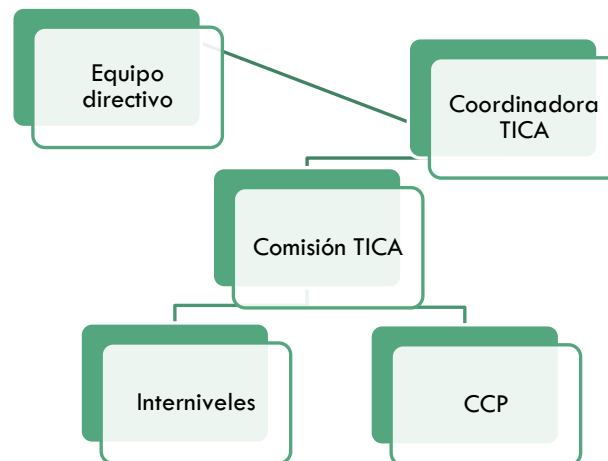 Equipo
directivo
Coordinadora
TICA
Comisión TICA
Interniveles
CCP